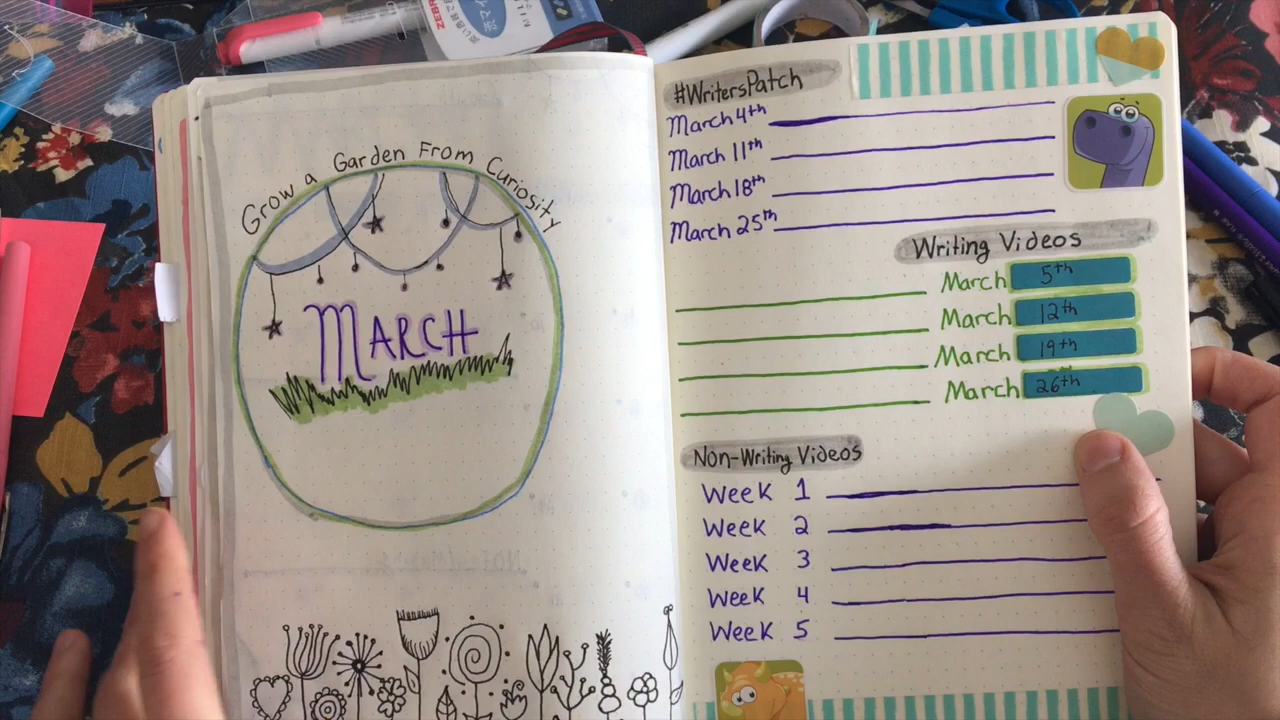 ZEBRA
Grow a Garden From Curiosity
MARCH
#WritersPatch
March 4th
March 11th
March 18th
March 25th
Writing Videos
March 5th
March 12th
March 19th
March 26th
Non-Writing Videos
Week 1
Week 2
Week 3
Week 4
Week 5